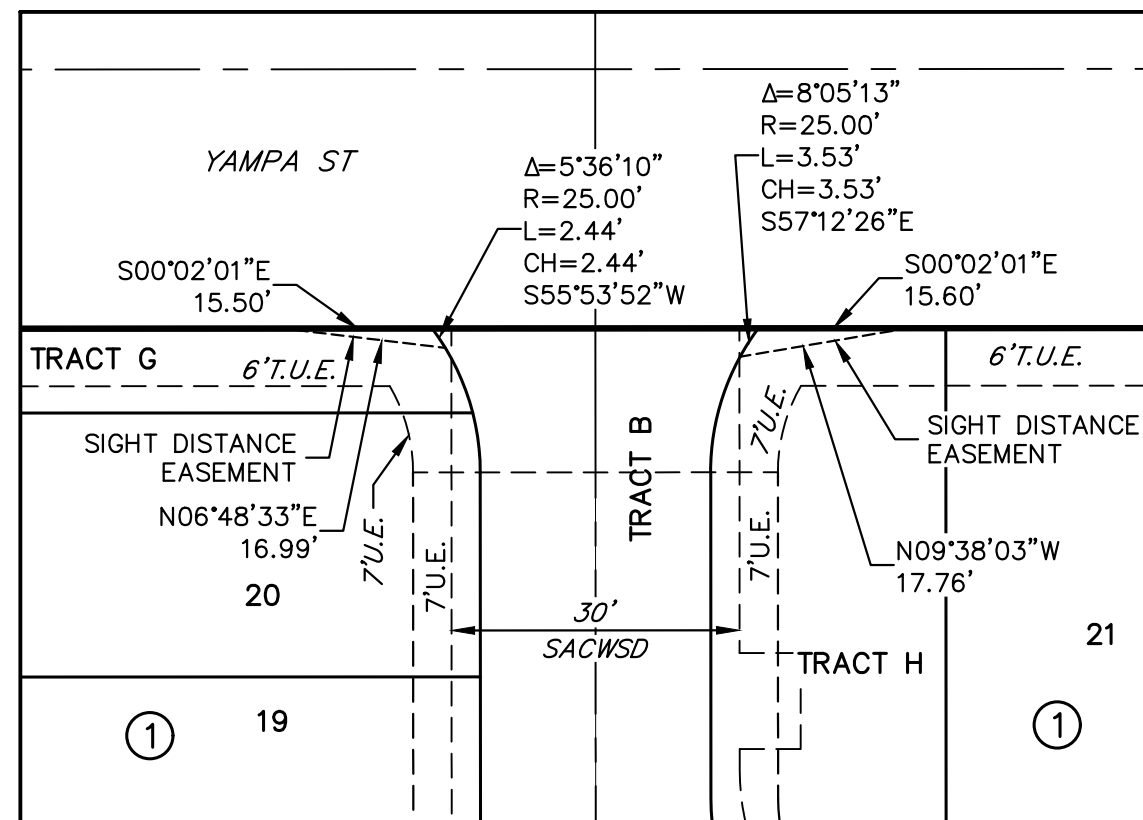 YAMPA ST
Δ=5°36'10"
R=25.00'
L=2.44'
CH=2.44'
S55°53'52"W
Δ=8°05'13"
R=25.00'
L=3.53'
CH=3.53'
S57°12'26"E
S00°02'01"E
15.50'
S00°02'01"E
15.60'
TRACT G
6'T.U.E.
6'T.U.E.
SIGHT DISTANCE
EASEMENT
7'U.E.
TRACT B
SIGHT DISTANCE
EASEMENT
N06°48'33"E
16.99'
7'U.E.
7'U.E.
7'U.E.
N09°38'03"W
17.76'
20
30'
SACWSD
21
TRACT H
19
1
1